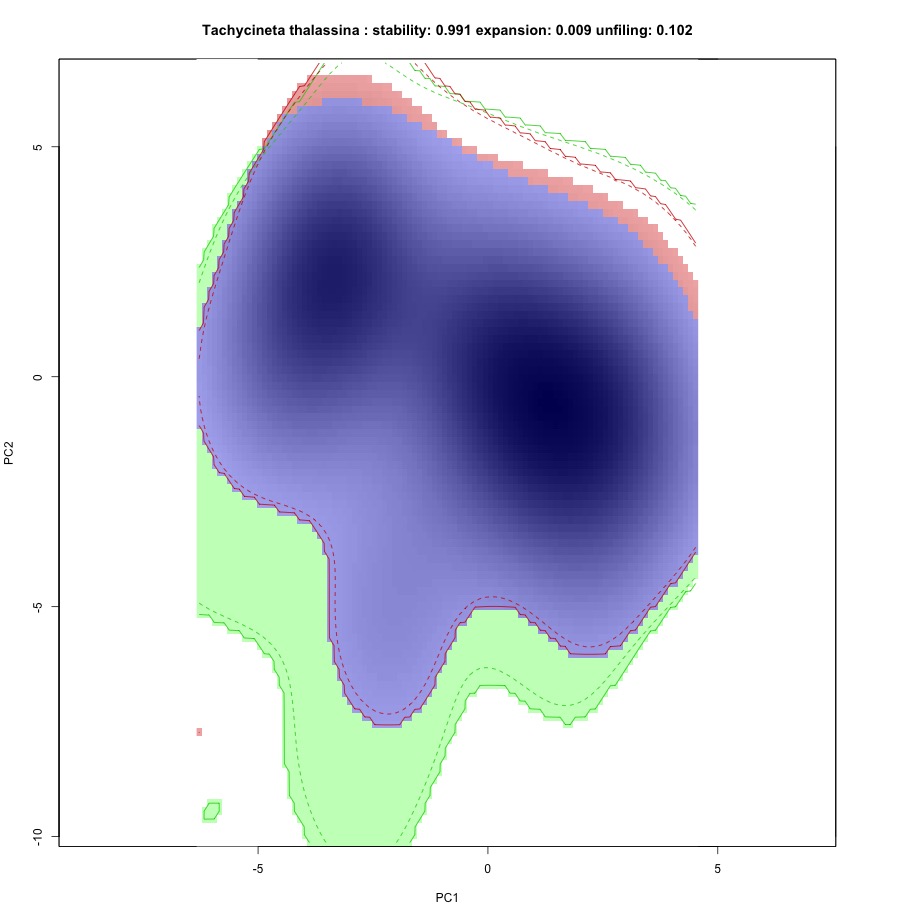 Tachycineta thalassina : stability: 0.991 expansion: 0.009 unfiling: 0.102
5
0
PC2
-5
-10
-5 0 5
PC1